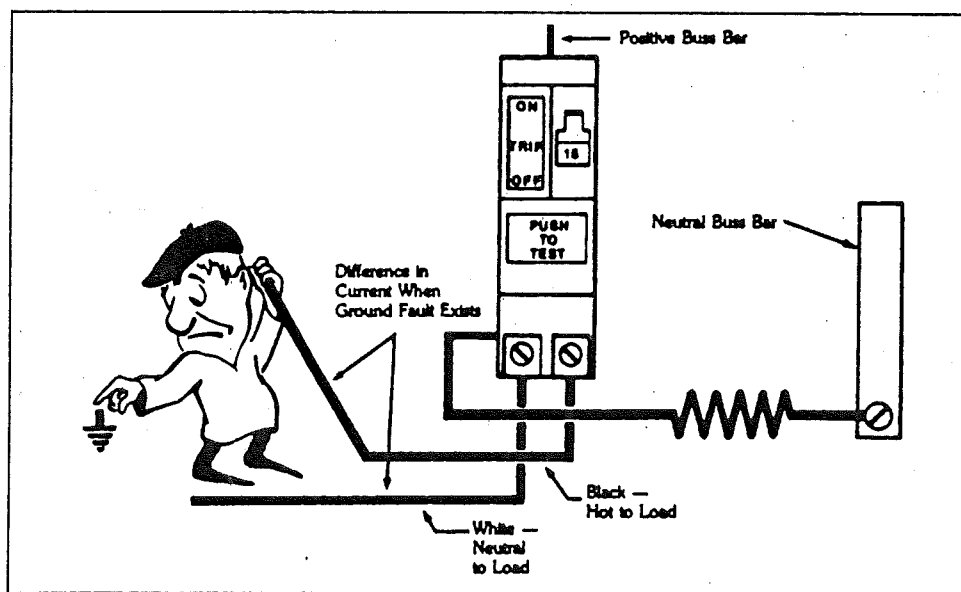 Positive Buss Bar
ON
TRIP
OFF
15
PUSH
TO
TEST
Neutral Buss Bar
Difference in
Current When
Ground Fault Exists
Black —
Hot to Load
White —
Neutral
to Load